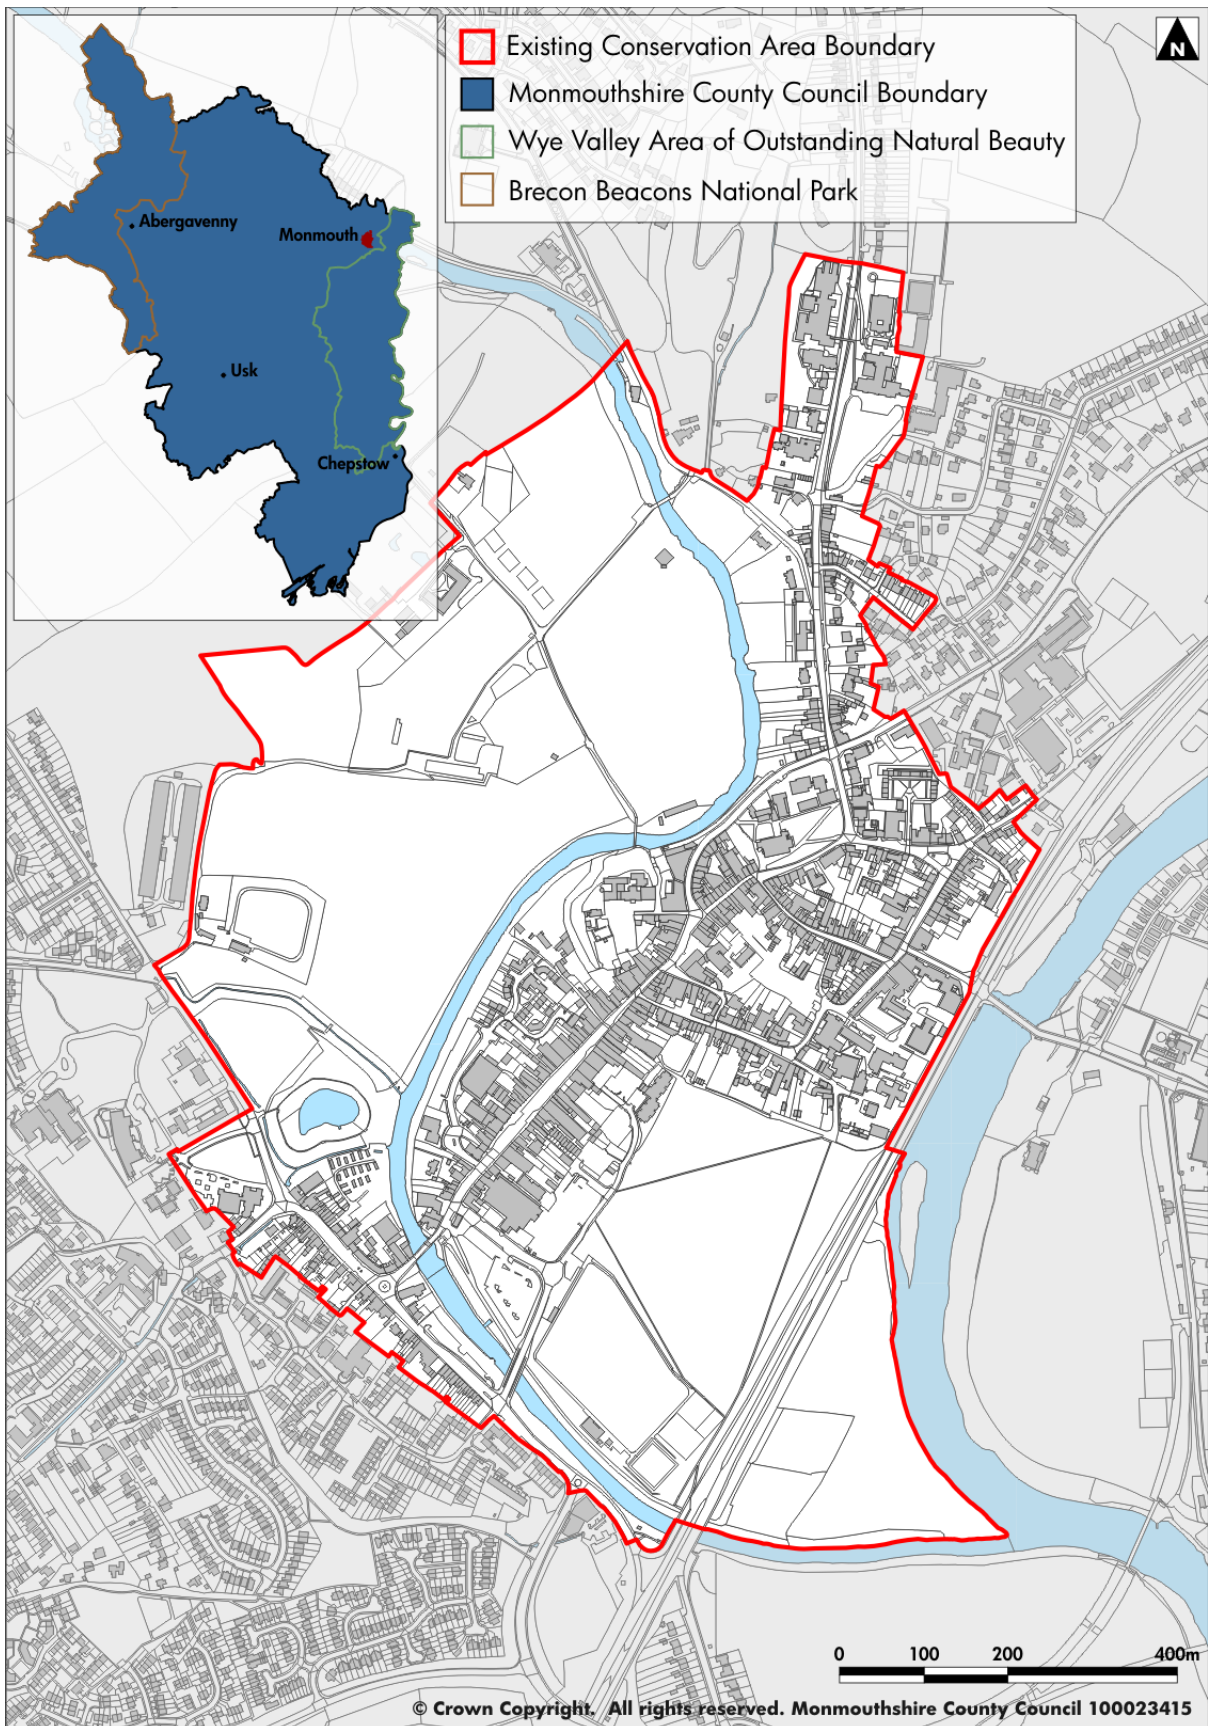 Existing Conservation Area Boundary
Monmouthshire County Council Boundary
Wye Valley Area of Outstanding Natural Beauty
Brecon Beacons National Park
N
Abergavenny
Monmouth
Usk
Chepstow
0 100 200 400m
© Crown Copyright. All rights reserved. Monmouthshire County Council 100023415